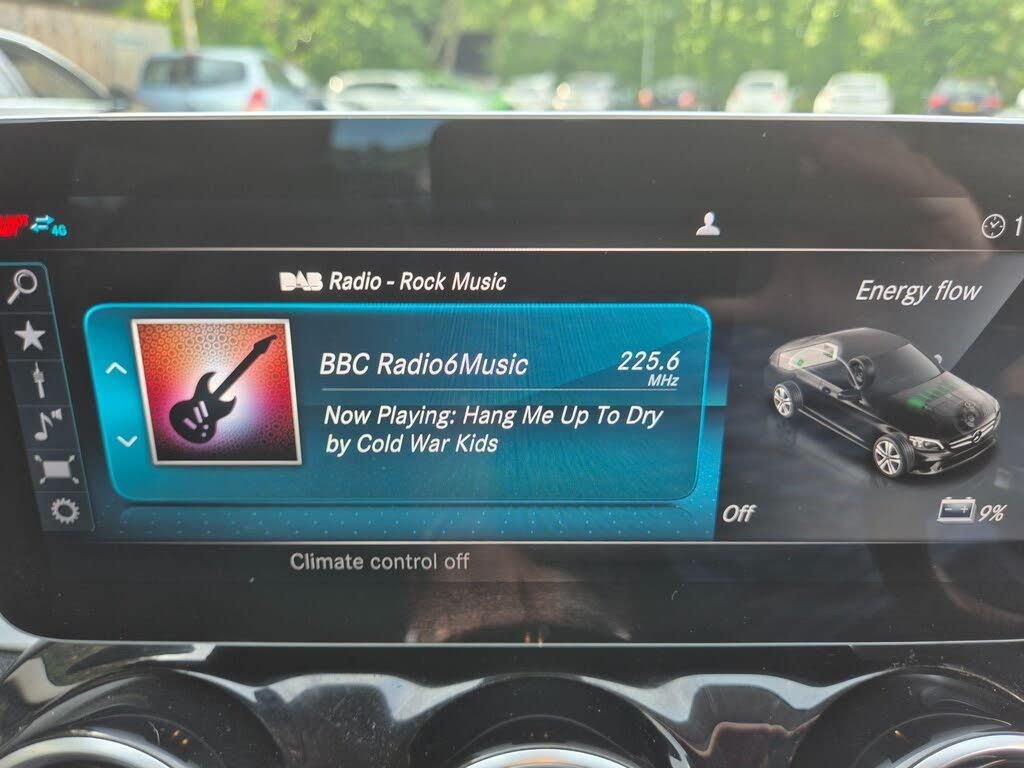 4G
1
DAB Radio - Rock Music
Energy flow
BBC Radio6Music
225.6
MHz
Now Playing: Hang Me Up To Dry
by Cold War Kids
Off
9%
Climate control off